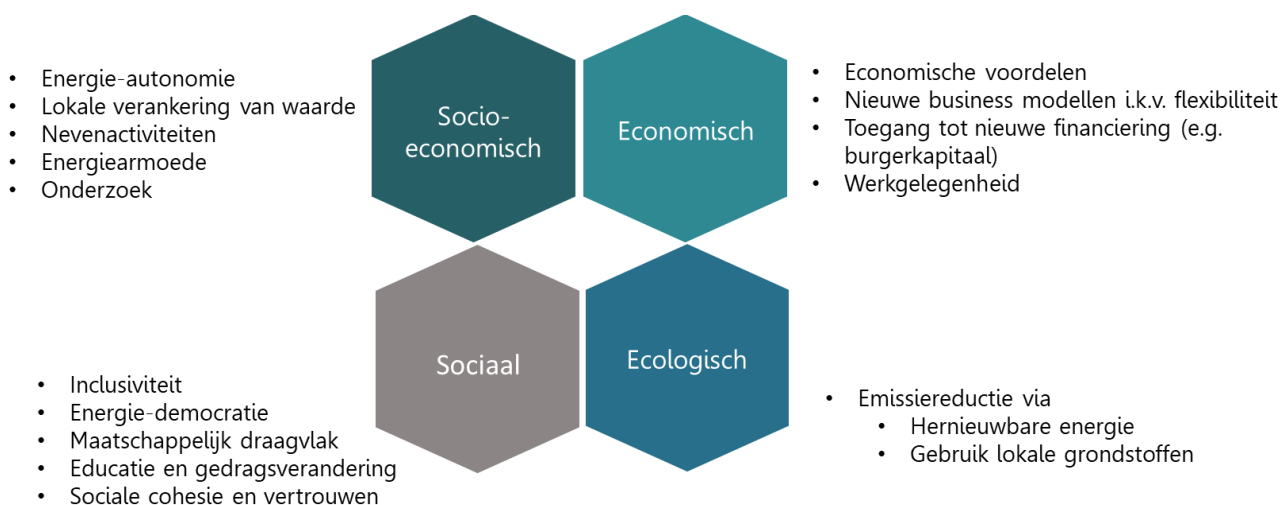 Socio-
economisch
• Energie-autonomie
• Lokale verankering van waarde
• Nevenactiviteiten
• Energiearmoede
• Onderzoek
Economisch
• Economische voordelen
• Nieuwe business modellen i.k.v. flexibiliteit
• Toegang tot nieuwe financiering (e.g.
burgerkapitaal)
• Werkgelegenheid
Sociaal
• Inclusiviteit
• Energie-democratie
• Maatschappelijk draagvlak
• Educatie en gedragsverandering
• Sociale cohesie en vertrouwen
Ecologisch
• Emissiereductie via
• Hernieuwbare energie
• Gebruik lokale grondstoffen